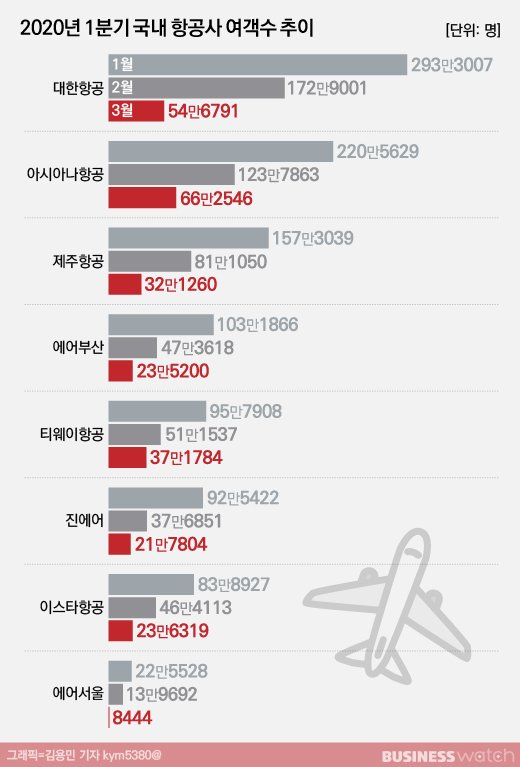 2020년 1분기 국내 항공사 여객수 추이
[단위: 명]
대한항공
1월 293만3007
2월 172만9001
3월 54만6791
아시아나항공
220만5629
123만7863
66만2546
제주항공
157만3039
81만1050
32만1260
에어부산
103만1866
47만3618
23만5200
티웨이항공
95만7908
51만1537
37만1784
진에어
92만5422
37만6851
21만7804
이스타항공
83만8927
46만4113
23만6319
에어서울
22만5528
13만9692
8444
그래픽=김용민 기자 kym5380@
BUSINESSwatch